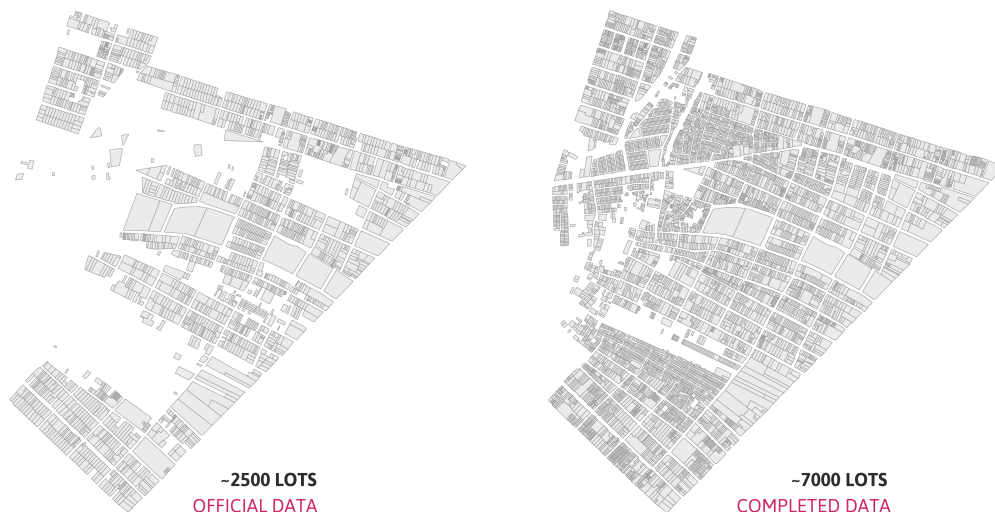 ~2500 LOTS
OFFICIAL DATA
~7000 LOTS
COMPLETED DATA